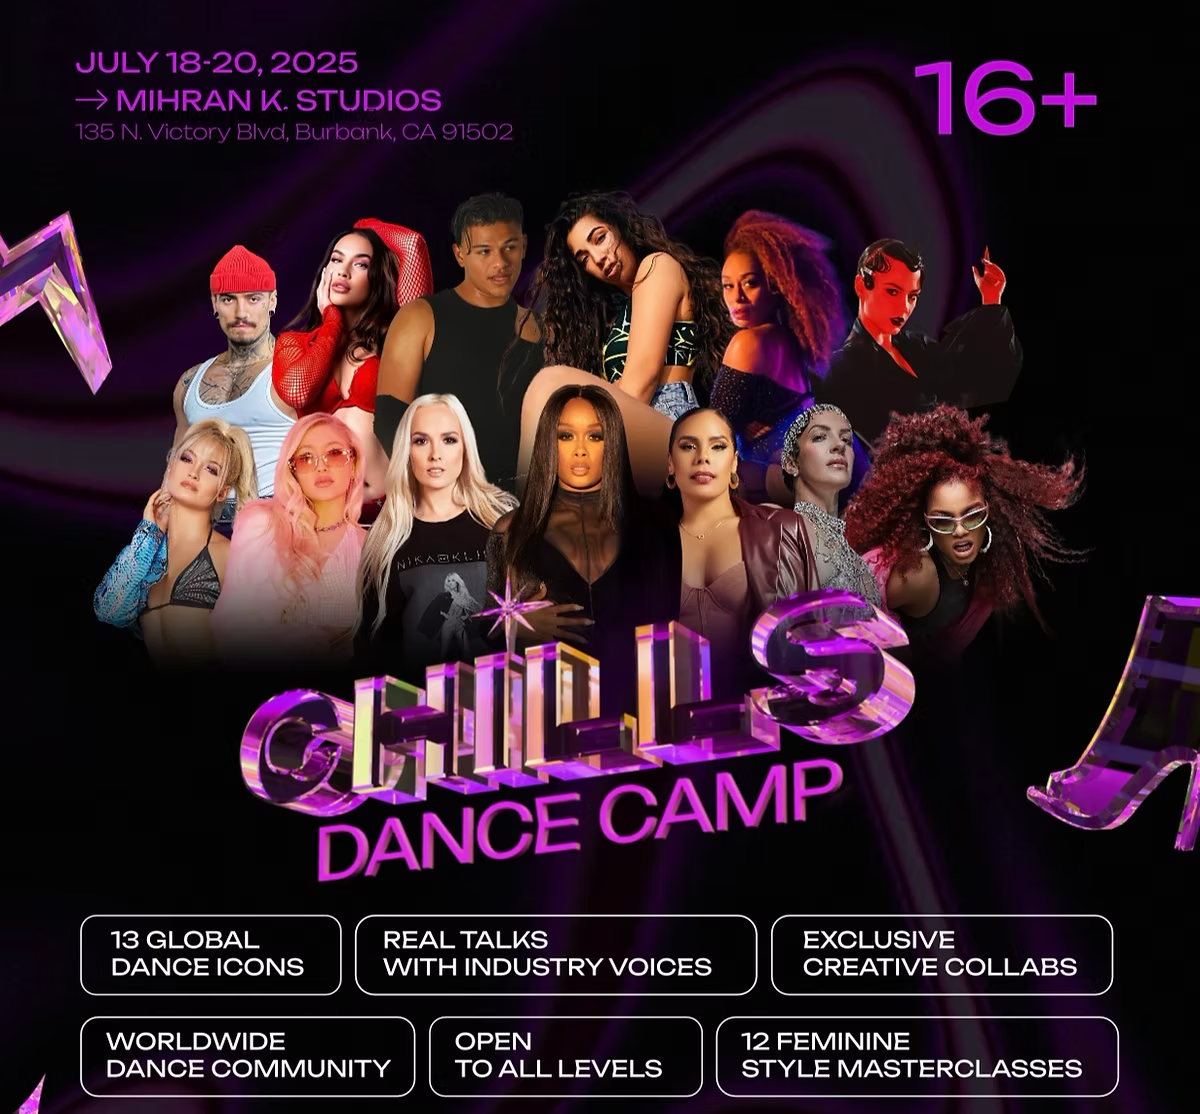 JULY 18-20, 2025
→ MIHRAN K. STUDIOS
135 N. Victory Blvd, Burbank, CA 91502
16+
NIKA KLJ
CHILLS
DANCE CAMP
13 GLOBAL
DANCE ICONS
REAL TALKS
WITH INDUSTRY VOICES
EXCLUSIVE
CREATIVE COLLABS
WORLDWIDE
DANCE COMMUNITY
OPEN
TO ALL LEVELS
12 FEMININE
STYLE MASTERCLASSES